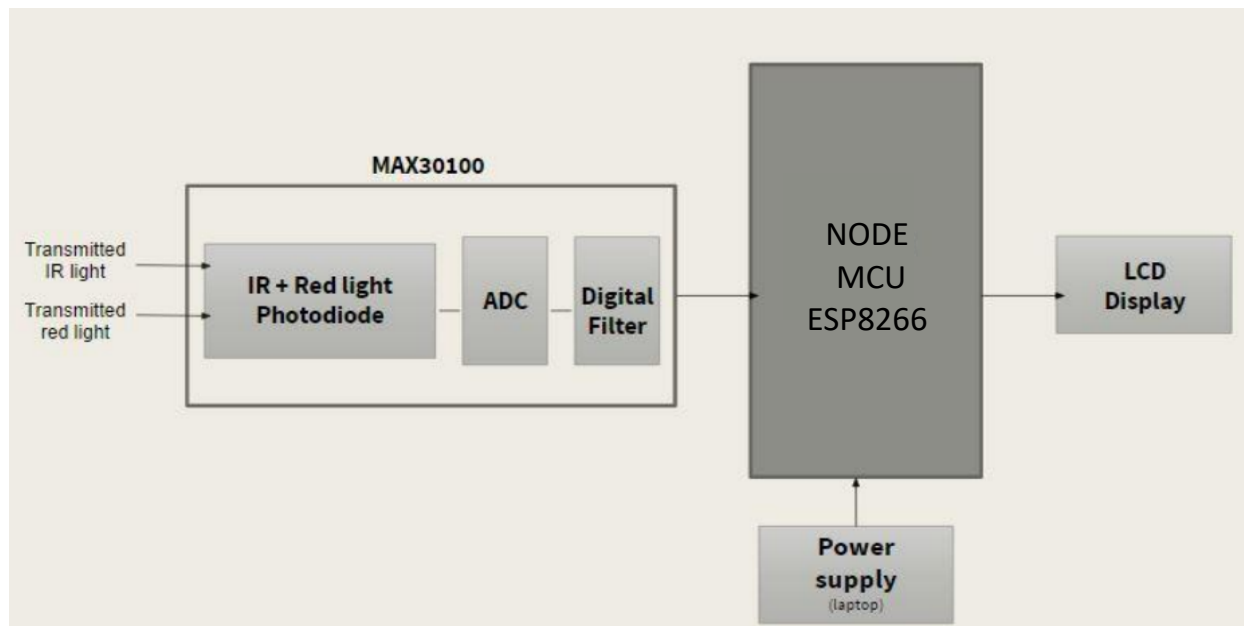 MAX30100
Transmitted
IR light
Transmitted
red light
IR + Red light
Photodiode
ADC
Digital
Filter
NODE
MCU
ESP8266
LCD
Display
Power
supply
(laptop)